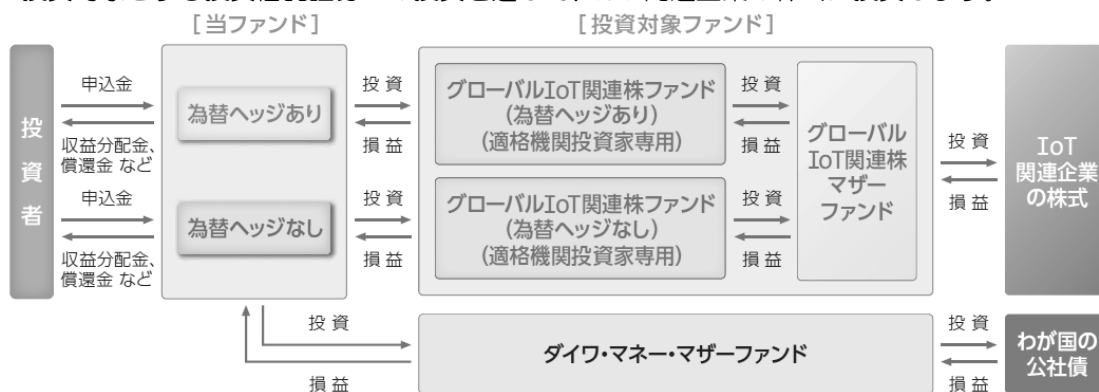 [当ファンド]
[投資対象ファンド]
投資者
申込金
収益分配金、
償還金 など
申込金
収益分配金、
償還金 など
為替ヘッジあり
為替ヘッジなし
投資
損益
投資
損益
グローバルIoT関連株ファンド
(為替ヘッジあり)
(適格機関投資家専用)
グローバルIoT関連株ファンド
(為替ヘッジなし)
(適格機関投資家専用)
投資
損益
投資
損益
グローバル
IoT関連株
マザー
ファンド
投資
損益
IoT
関連企業
の株式
投資
損益
ダイワ・マネー・マザーファンド
投資
損益
わが国の
公社債